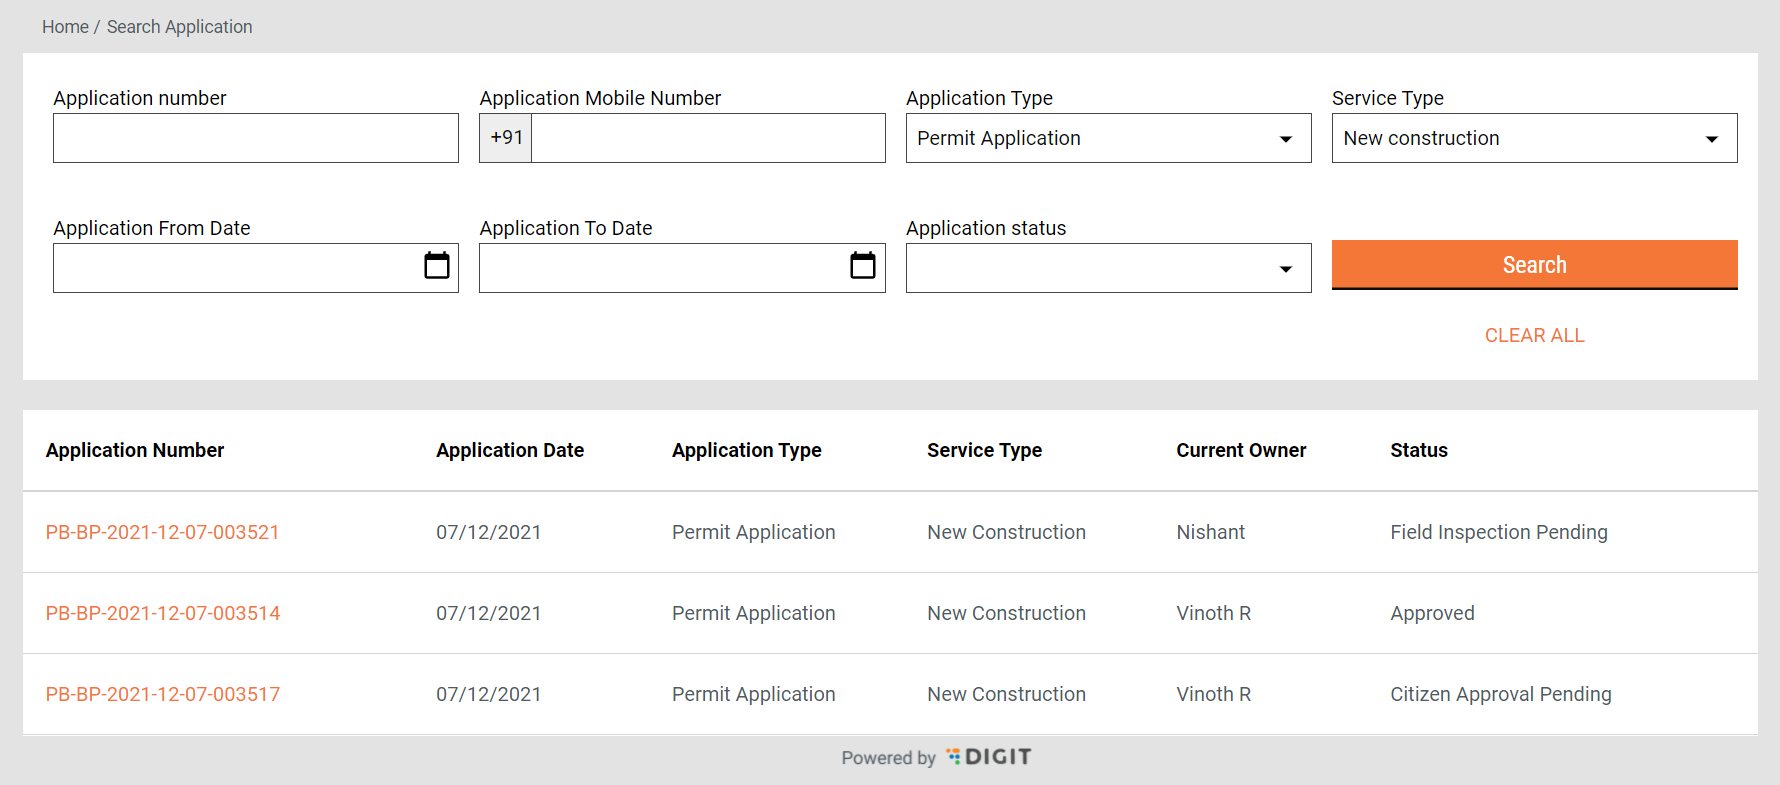 Home / Search Application
Application number
Application Mobile Number
Application Type
Service Type
+91
Permit Application
New construction
Application From Date
Application To Date
Application status
Search
CLEAR ALL
Application Number Application Date Application Type Service Type Current Owner Status
PB-BP-2021-12-07-003521 07/12/2021 Permit Application New Construction Nishant Field Inspection Pending
PB-BP-2021-12-07-003514 07/12/2021 Permit Application New Construction Vinoth R Approved
PB-BP-2021-12-07-003517 07/12/2021 Permit Application New Construction Vinoth R Citizen Approval Pending
Powered by DIGIT